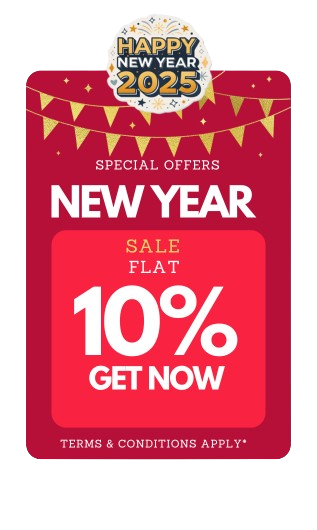 HAPPY
NEW YEAR
2025
SPECIAL OFFERS
NEW YEAR
SALE
FLAT
10%
GET NOW
TERMS & CONDITIONS APPLY*